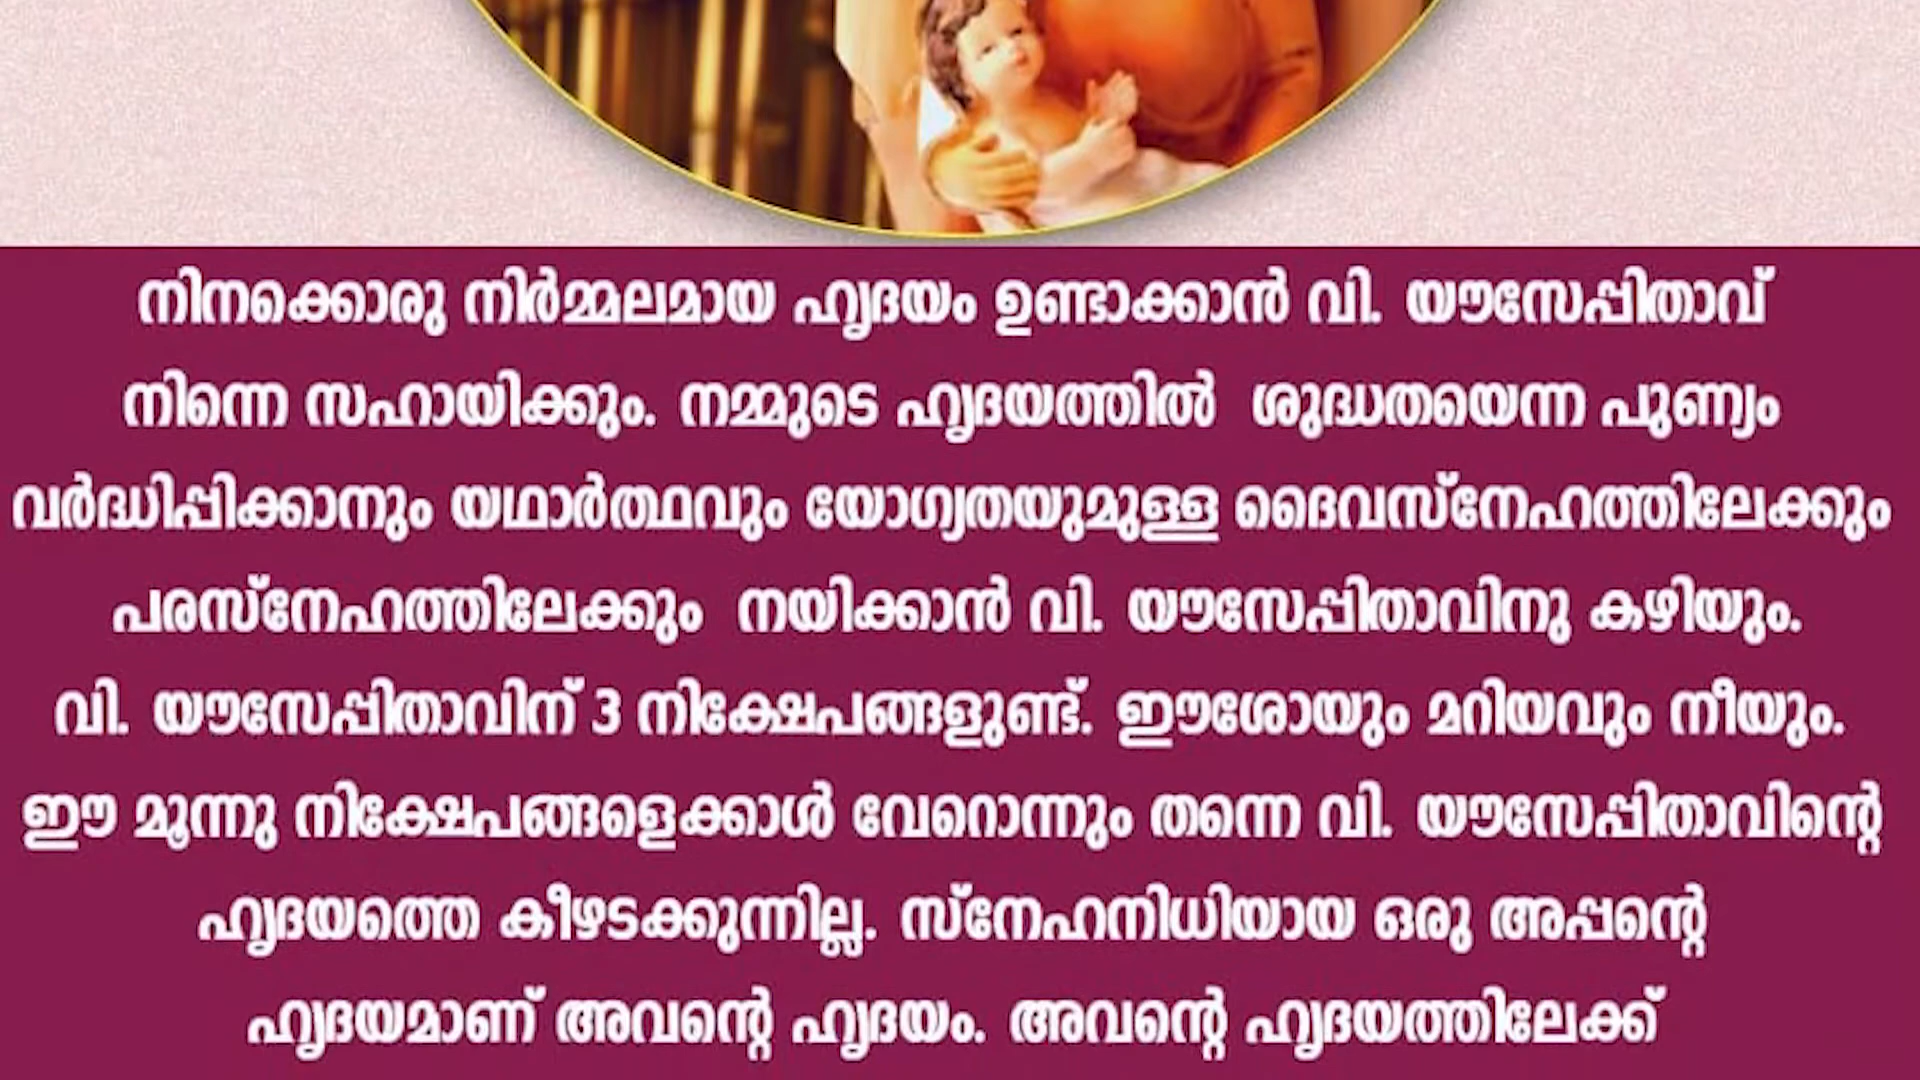 നിനക്കൊരു നിർമ്മലമായ ഹൃദയം ഉണ്ടാക്കാൻ വി. യൗസേപ്പിതാവ്
നിന്നെ സഹായിക്കും. നമ്മുടെ ഹൃദയത്തിൽ ശുദ്ധതയെന്ന പുണ്യം
വർദ്ധിപ്പിക്കാനും യഥാർത്ഥവും യോഗ്യതയുമുള്ള ദൈവസ്നേഹത്തിലേക്കും
പരസ്നേഹത്തിലേക്കും നയിക്കാൻ വി. യൗസേപ്പിതാവിനു കഴിയും.
വി. യൗസേപ്പിതാവിന് 3 നിക്ഷേപങ്ങളുണ്ട്. ഈശോയും മറിയവും നീയും.
ഈ മൂന്നു നിക്ഷേപങ്ങളെക്കാൾ വേറൊന്നും തന്നെ വി. യൗസേപ്പിതാവിന്റെ
ഹൃദയത്തെ കീഴടക്കുന്നില്ല. സ്നേഹനിധിയായ ഒരു അപ്പന്റെ
ഹൃദയമാണ് അവന്റെ ഹൃദയം. അവന്റെ ഹൃദയത്തിലേക്ക്